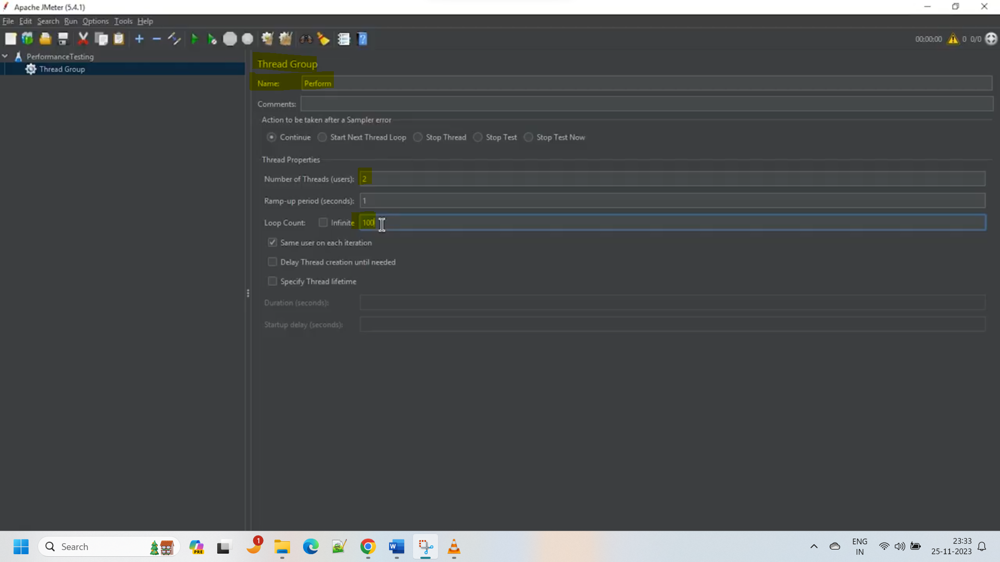 Apache JMeter (5.4.1)
File Edit Search Run Options Tools Help
00:00:00 0 0/0
PerformanceTesting
Thread Group
Thread Group
Name: Perform
Comments:
Action to be taken after a Sampler error
Continue Start Next Thread Loop Stop Thread Stop Test Stop Test Now
Thread Properties
Number of Threads (users): 2
Ramp-up period (seconds): 1
Loop Count: Infinite 100
Same user on each iteration
Delay Thread creation until needed
Specify Thread lifetime
Duration (seconds):
Startup delay (seconds):
Search
PRE
1
ENG
IN
23:33
25-11-2023